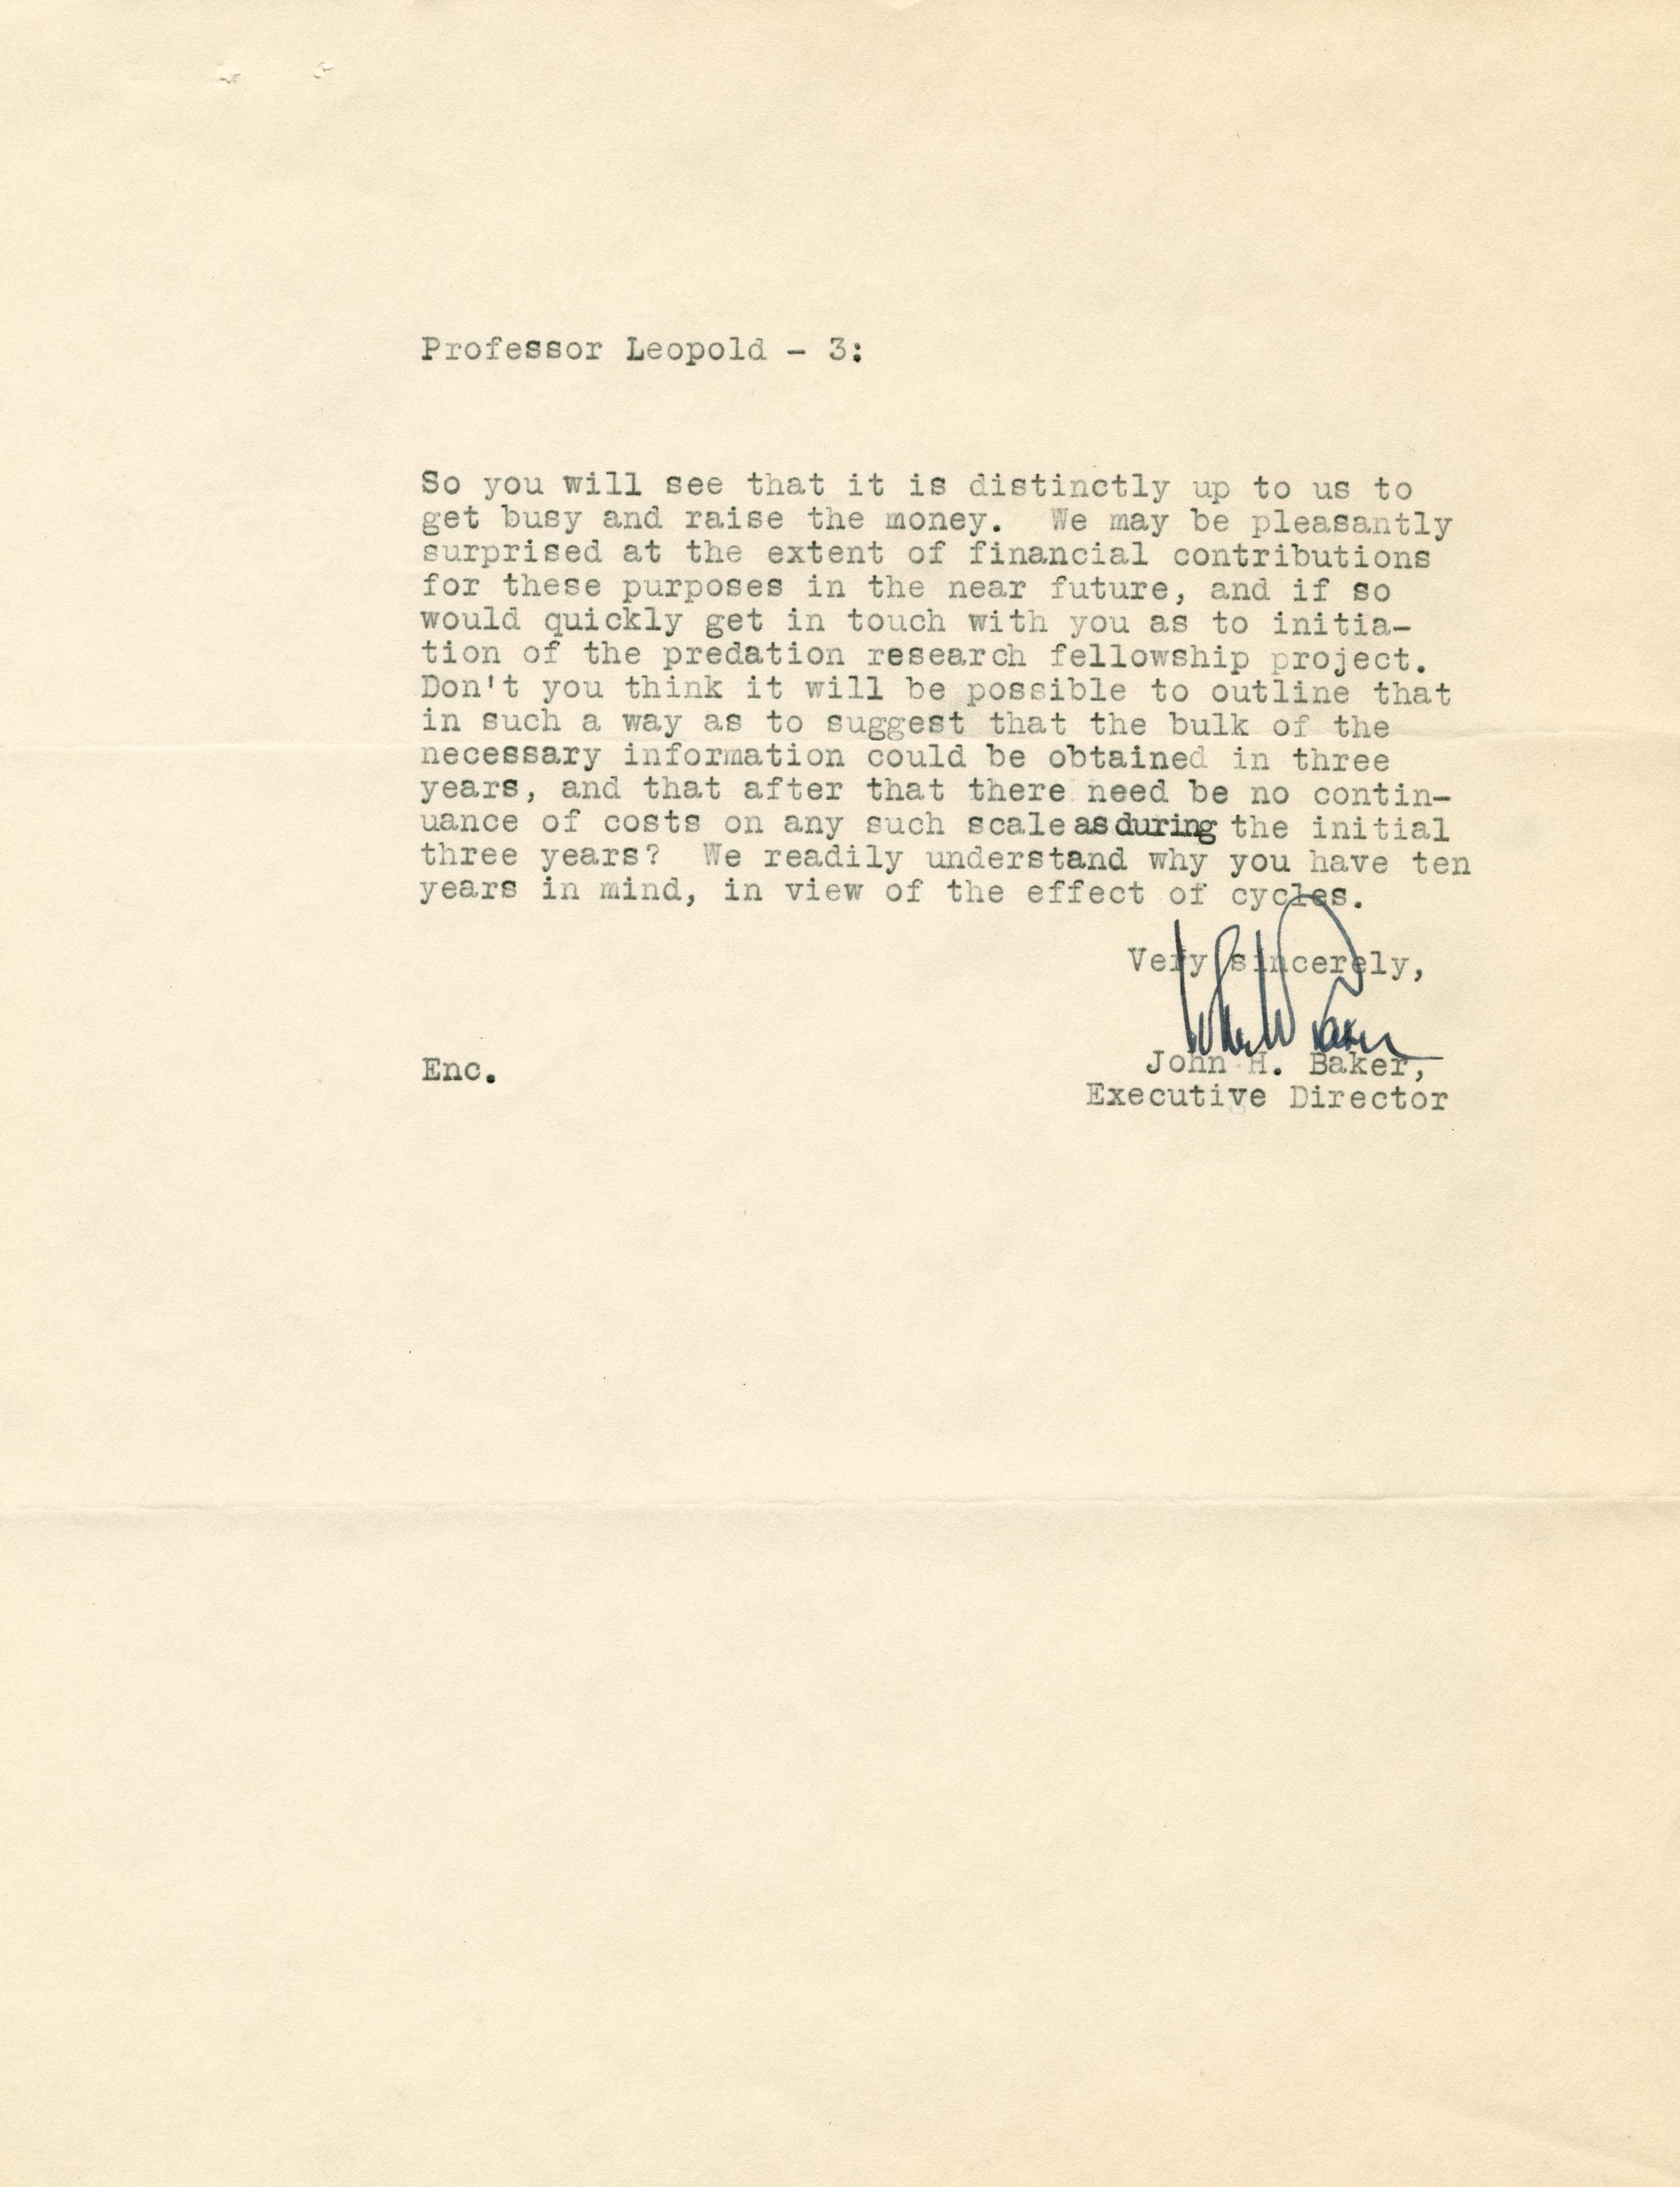 Professor Leopold - 3:
So you will see that it is distinctly up to us to
get busy and raise the money.  We may be pleasantly
surprised at the extent of financial contributions
for these purposes in the near future, and if so
would quickly get in touch with you as to initia-
tion of the predation research fellowship project.
Don't you think it will be possible to outline that
in such a way as to suggest that the bulk of the
necessary information could be obtained in three
years, and that after that there need be no contin-
uance of costs on any such scale as during the initial
three years?  We readily understand why you have ten
years in mind, in view of the effect of cycles.
Very sincerely,
John H. Baker
John H. Baker,
Enc.
Executive Director